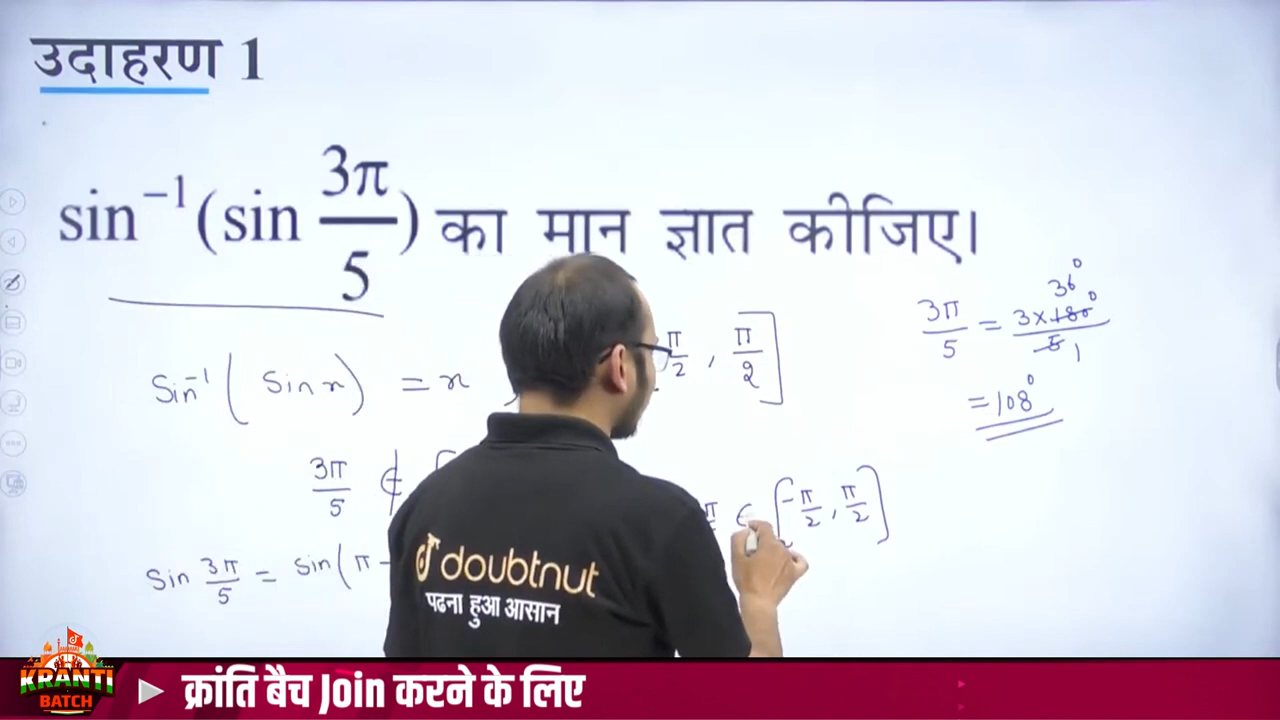 उदाहरण 1
sin⁻¹(sin 3π/5) का मान ज्ञात कीजिए।
3π/5 = 3×180°/5 36° 1
= 108°
Sin⁻¹( Sin x ) = x π/2 , π/2 ]
3π/5 ∉ [ π ∈ [ -π/2 , π/2 ]
Sin 3π/5 = Sin( π -
doubtnut
पढना हुआ आसान
KRANTI
BATCH
क्रांति बैच Join करने के लिए